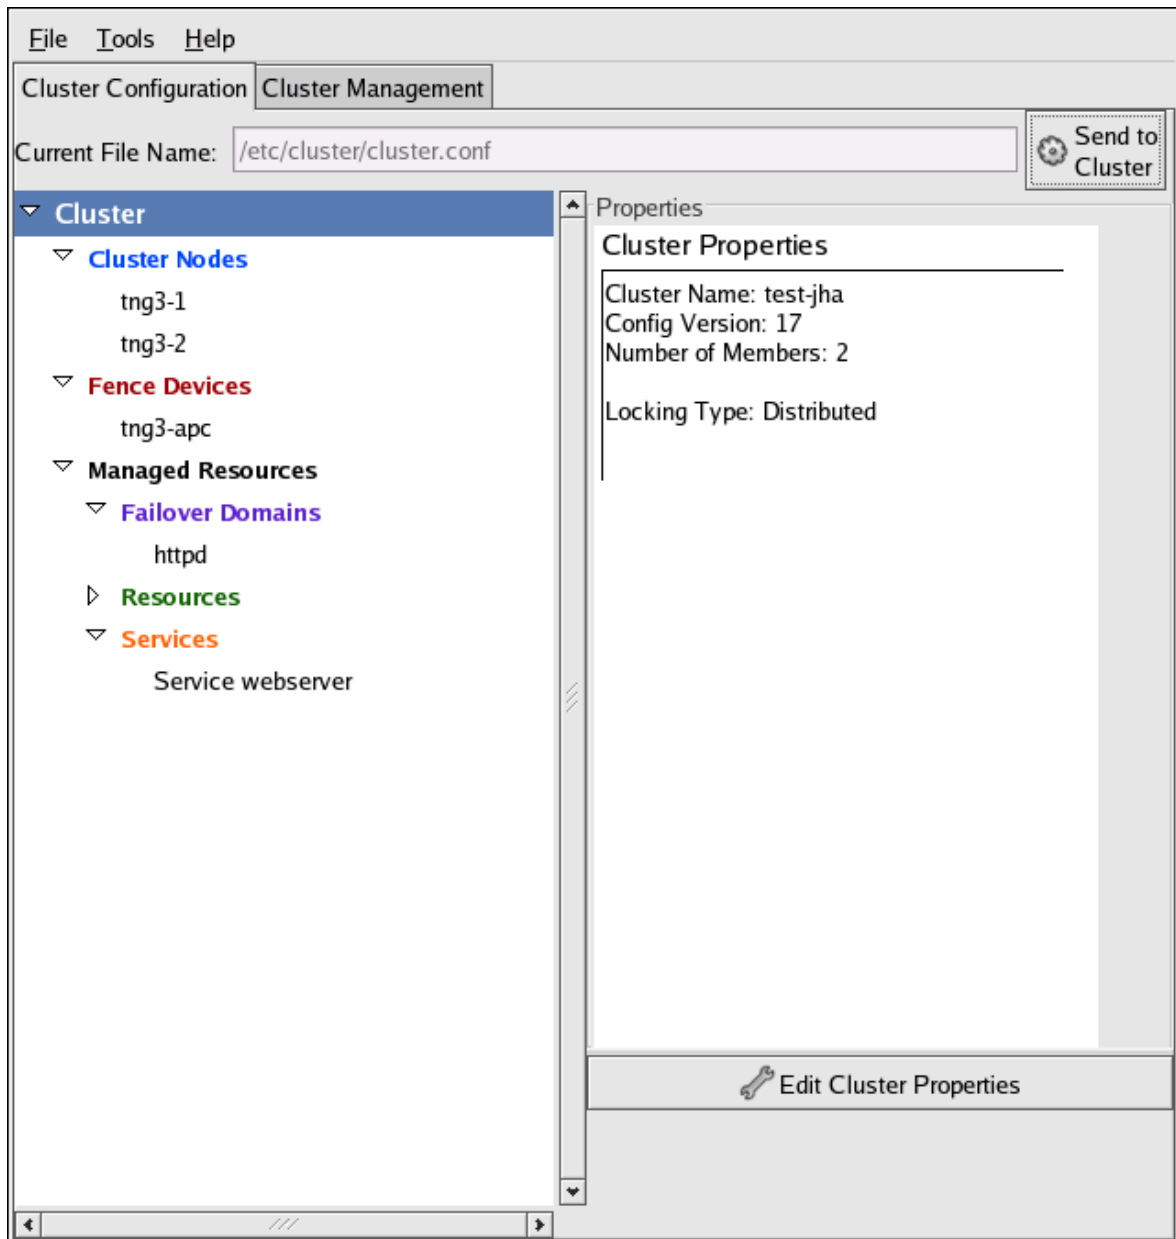 File Tools Help
Cluster Configuration Cluster Management
Current File Name: /etc/cluster/cluster.conf
Send to
Cluster
Cluster
Cluster Nodes
tng3-1
tng3-2
Fence Devices
tng3-apc
Managed Resources
Failover Domains
httpd
Resources
Services
Service webserver
Properties
Cluster Properties
Cluster Name: test-jha
Config Version: 17
Number of Members: 2
Locking Type: Distributed
Edit Cluster Properties